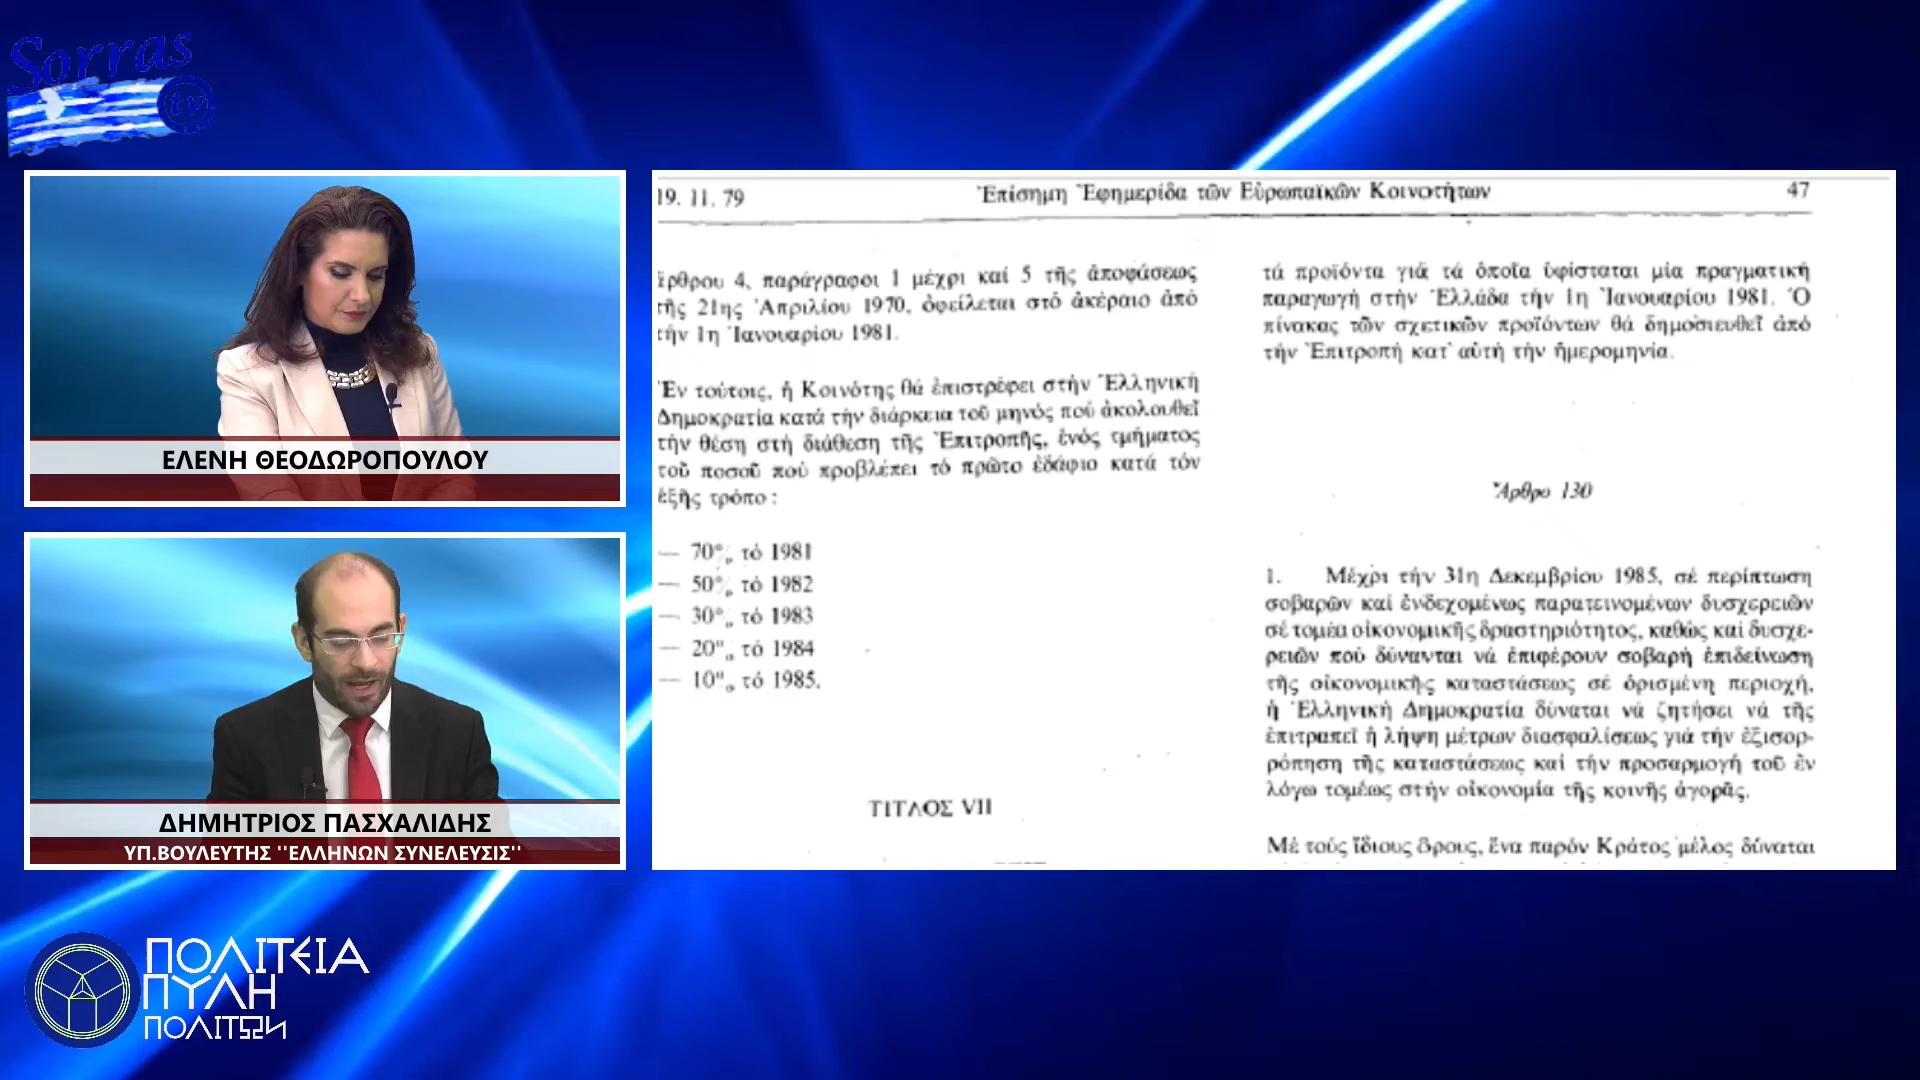 Sorras
tv
ΕΛΕΝΗ ΘΕΟΔΩΡΟΠΟΥΛΟΥ
ΔΗΜΗΤΡΙΟΣ ΠΑΣΧΑΛΙΔΗΣ
ΥΠ.ΒΟΥΛΕΥΤΗΣ ''ΕΛΛΗΝΩΝ ΣΥΝΕΛΕΥΣΙΣ''
ΠΟΛΙΤΕΙΑ
ΠΥΛΗ
ΠΟΛΙΤΩΝ
19. 11. 79
Ἐπίσημη Ἐφημερίδα τῶν Εὐρωπαϊκῶν Κοινοτήτων
47
ἄρθρου 4, παράγραφοι 1 μέχρι καί 5 τῆς ἀποφάσεως
τῆς 21ης Ἀπριλίου 1970, ὀφείλεται στό ἀκέραιο ἀπό
τήν 1η Ἰανουαρίου 1981.
Ἐν τούτοις, ἡ Κοινότης θά ἐπιστρέφει στήν Ἑλληνική
Δημοκρατία κατά τήν διάρκεια τοῦ μηνός πού ἀκολουθεῖ
τήν θέση στή διάθεση τῆς Ἐπιτροπῆς, ἑνός τμήματος
τοῦ ποσοῦ πού προβλέπει τό πρῶτο ἐδάφιο κατά τόν
ἑξῆς τρόπο :
— 70% τό 1981
— 50% τό 1982
— 30% τό 1983
— 20% τό 1984
— 10% τό 1985.
ΤΙΤΛΟΣ VII
τά προϊόντα γιά τά ὁποῖα ὑφίσταται μία πραγματική
παραγωγή στήν Ἑλλάδα τήν 1η Ἰανουαρίου 1981. Ὁ
πίνακας τῶν σχετικῶν προϊόντων θά δημοσιευθεῖ ἀπό
τήν Ἐπιτροπή κατ' αὐτή τήν ἡμερομηνία.
Ἄρθρο 130
1. Μέχρι τήν 31η Δεκεμβρίου 1985, σέ περίπτωση
σοβαρῶν καί ἐνδεχομένως παρατεινομένων δυσχερειῶν
σέ τομέα οἰκονομικῆς δραστηριότητος, καθώς καί δυσχε-
ρειῶν πού δύνανται νά ἐπιφέρουν σοβαρή ἐπιδείνωση
τῆς οἰκονομικῆς καταστάσεως σέ ὁρισμένη περιοχή,
ἡ Ἑλληνική Δημοκρατία δύναται νά ζητήσει νά τῆς
ἐπιτραπεῖ ἡ λήψη μέτρων διασφαλίσεως γιά τήν ἐξισορ-
ρόπηση τῆς καταστάσεως καί τήν προσαρμογή τοῦ ἐν
λόγω τομέως στήν οἰκονομία τῆς κοινῆς ἀγορᾶς.
Μέ τούς ἴδιους ὅρους, ἕνα παρόν Κράτος μέλος δύναται